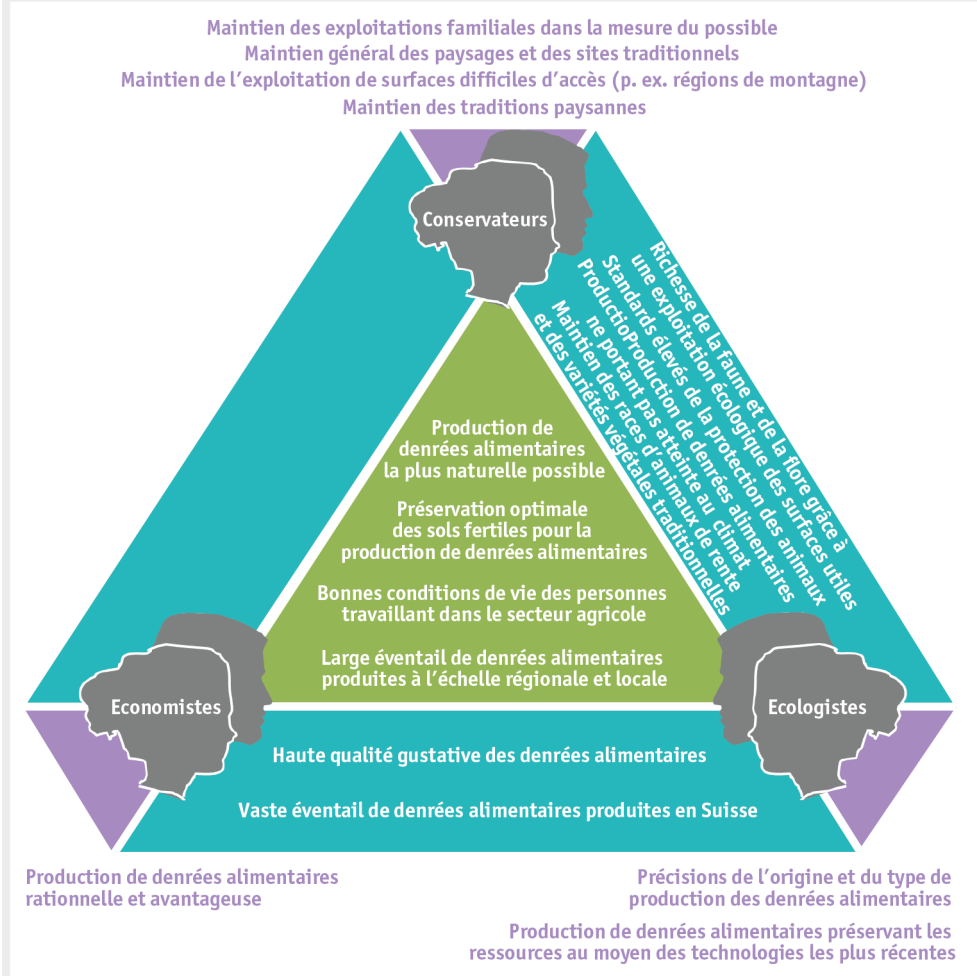 Maintien des exploitations familiales dans la mesure du possible
Maintien général des paysages et des sites traditionnels
Maintien de l'exploitation de surfaces difficiles d'accès (p. ex. régions de montagne)
Maintien des traditions paysannes
Conservateurs
Richesse de la faune et de la flore grâce à
une exploitation écologique des surfaces utiles
Standards élevés de la protection des animaux
ProductioProduction de denrées alimentaires
ne portant pas atteinte au climat
Maintien des races d'animaux de rente
et des variétés végétales traditionnelles
Production de
denrées alimentaires
la plus naturelle possible
Préservation optimale
des sols fertiles pour la
production de denrées alimentaires
Bonnes conditions de vie des personnes
travaillant dans le secteur agricole
Large éventail de denrées alimentaires
produites à l'échelle régionale et locale
Economistes
Ecologistes
Haute qualité gustative des denrées alimentaires
Vaste éventail de denrées alimentaires produites en Suisse
Production de denrées alimentaires
rationnelle et avantageuse
Précisions de l'origine et du type de
production des denrées alimentaires
Production de denrées alimentaires préservant les
ressources au moyen des technologies les plus récentes